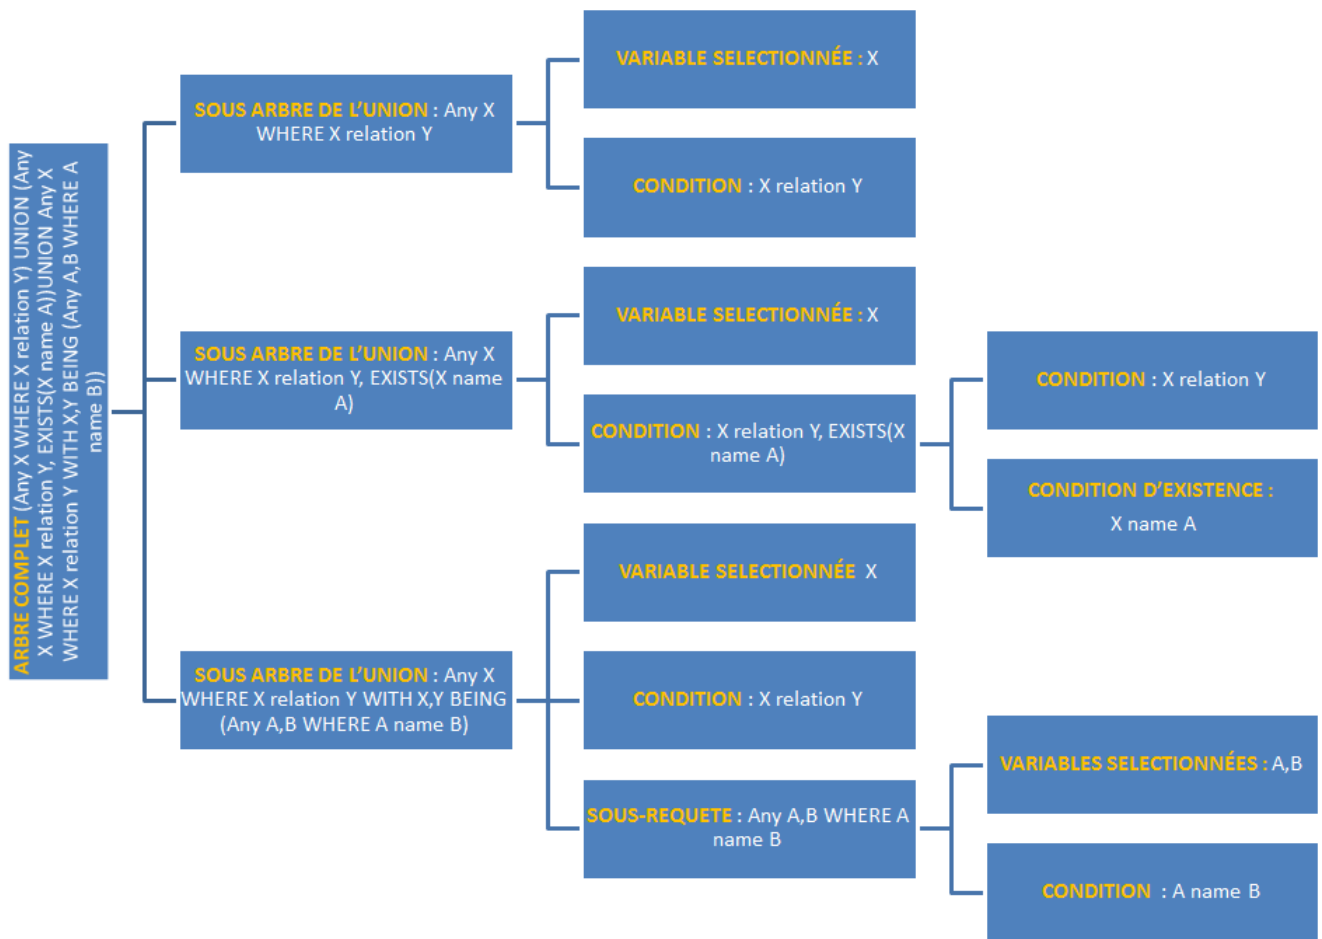 ARBRE COMPLET (Any X WHERE X relation Y) UNION (Any
X WHERE X relation Y, EXISTS(X name A))UNION Any X
WHERE X relation Y WITH X,Y BEING (Any A,B WHERE A
name B))
SOUS ARBRE DE L’UNION : Any X
WHERE X relation Y
VARIABLE SELECTIONNÉE : X
CONDITION : X relation Y
SOUS ARBRE DE L’UNION : Any X
WHERE X relation Y, EXISTS(X name
A)
VARIABLE SELECTIONNÉE : X
CONDITION : X relation Y, EXISTS(X
name A)
CONDITION : X relation Y
CONDITION D’EXISTENCE :
X name A
SOUS ARBRE DE L’UNION : Any X
WHERE X relation Y WITH X,Y BEING
(Any A,B WHERE A name B)
VARIABLE SELECTIONNÉE X
CONDITION : X relation Y
SOUS-REQUETE : Any A,B WHERE A
name B
VARIABLES SELECTIONNÉES : A,B
CONDITION : A name B